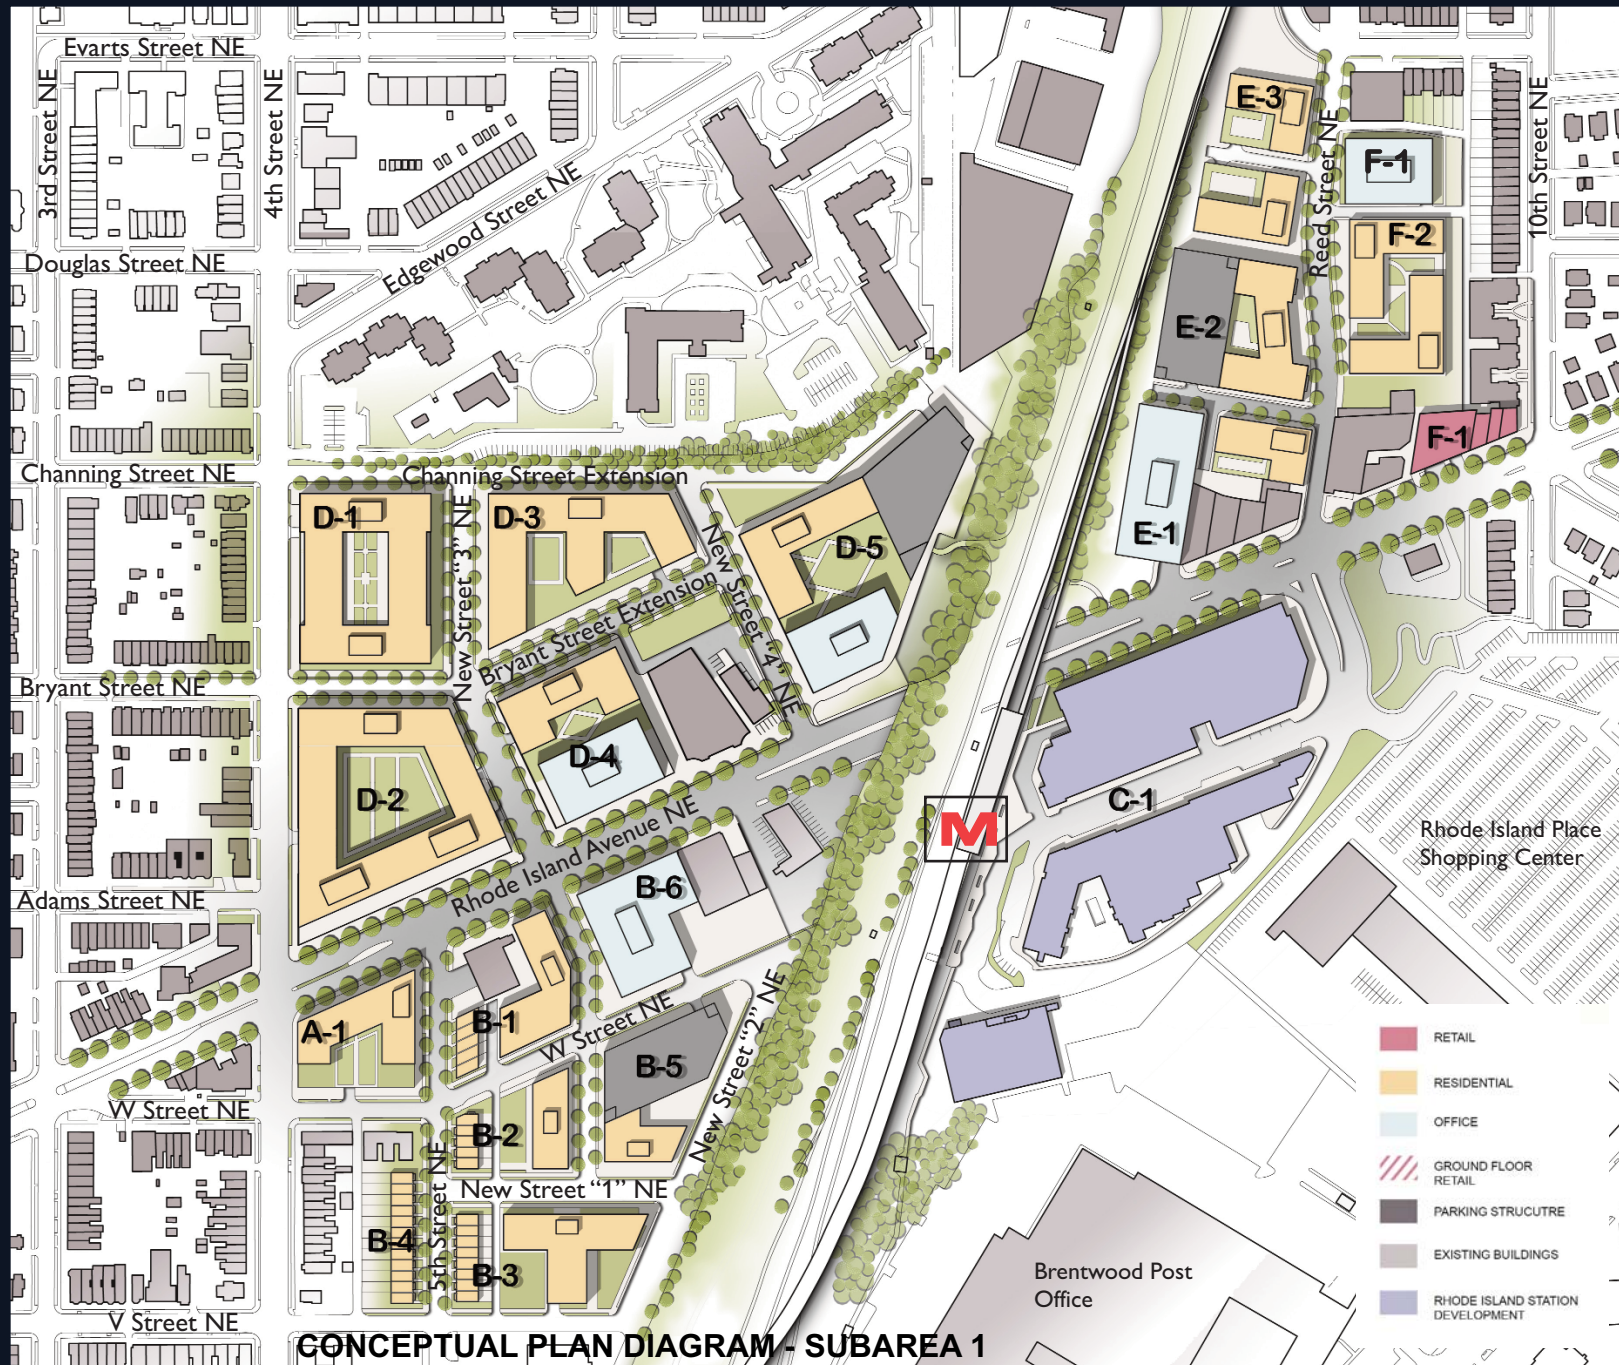 Evarts Street NE
3rd Street NE
4th Street NE
Edgewood Street NE
Douglas Street NE
Channing Street NE
Channing Street Extension
E-3
Reed Street NE
F-1
10th Street NE
F-2
E-2
F-1
E-1
D-1
New Street "3" NE
D-3
New Street "4" NE
D-5
Bryant Street Extension
Bryant Street NE
D-4
D-2
Rhode Island Avenue NE
M
C-1
Rhode Island Place
Shopping Center
Adams Street NE
B-6
A-1
B-1
W Street NE
B-5
New Street "2" NE
W Street NE
B-2
5th Street NE
New Street "1" NE
B-4
B-3
V Street NE
Brentwood Post
Office
RETAIL
RESIDENTIAL
OFFICE
GROUND FLOOR
RETAIL
PARKING STRUCUTRE
EXISTING BUILDINGS
RHODE ISLAND STATION
DEVELOPMENT
CONCEPTUAL PLAN DIAGRAM - SUBAREA 1